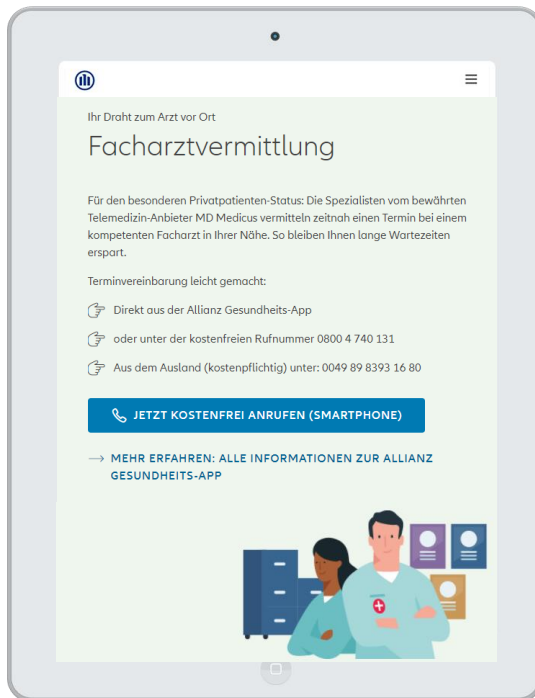 Ihr Draht zum Arzt vor Ort
Facharztvermittlung
Für den besonderen Privatpatienten-Status: Die Spezialisten vom bewährten
Telemedizin-Anbieter MD Medicus vermitteln zeitnah einen Termin bei einem
kompetenten Facharzt in Ihrer Nähe. So bleiben Ihnen lange Wartezeiten
erspart.
Terminvereinbarung leicht gemacht:
Direkt aus der Allianz Gesundheits-App
oder unter der kostenfreien Rufnummer 0800 4 740 131
Aus dem Ausland (kostenpflichtig) unter: 0049 89 8393 16 80
JETZT KOSTENFREI ANRUFEN (SMARTPHONE)
MEHR ERFAHREN: ALLE INFORMATIONEN ZUR ALLIANZ
GESUNDHEITS-APP